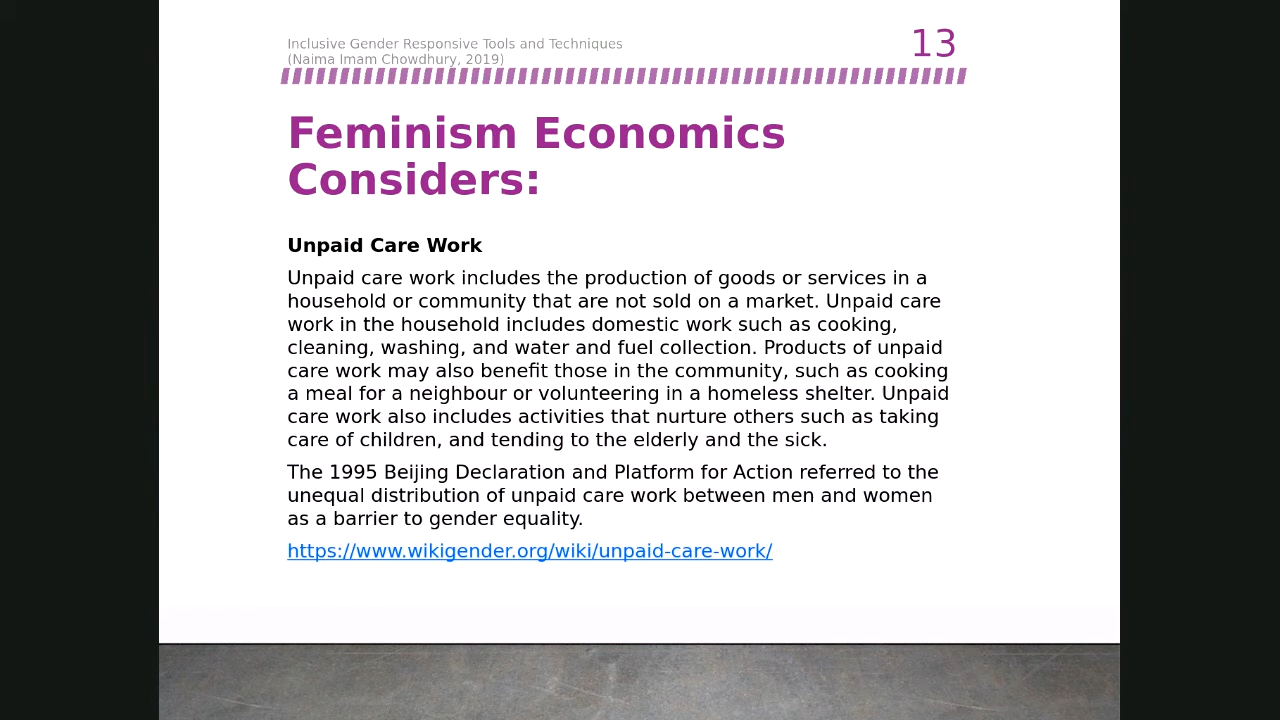 Inclusive Gender Responsive Tools and Techniques
(Naima Imam Chowdhury, 2019)
13
Feminism Economics
Considers:
Unpaid Care Work
Unpaid care work includes the production of goods or services in a
household or community that are not sold on a market. Unpaid care
work in the household includes domestic work such as cooking,
cleaning, washing, and water and fuel collection. Products of unpaid
care work may also benefit those in the community, such as cooking
a meal for a neighbour or volunteering in a homeless shelter. Unpaid
care work also includes activities that nurture others such as taking
care of children, and tending to the elderly and the sick.
The 1995 Beijing Declaration and Platform for Action referred to the
unequal distribution of unpaid care work between men and women
as a barrier to gender equality.
https://www.wikigender.org/wiki/unpaid-care-work/